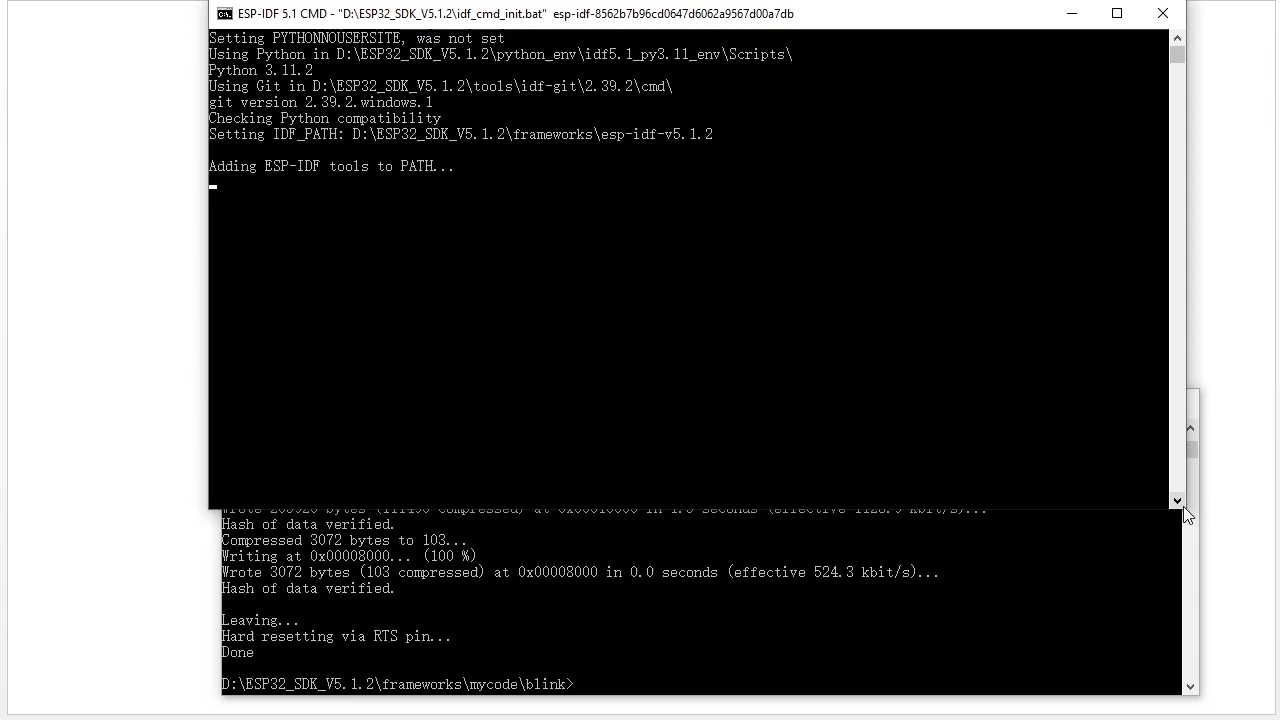 ESP-IDF 5.1 CMD - "D:\ESP32_SDK_V5.1.2\idf_cmd_init.bat" esp-idf-8562b7b96cd0647d6062a9567d00a7db
Setting PYTHONNOUSERSITE, was not set
Using Python in D:\ESP32_SDK_V5.1.2\python_env\idf5.1_py3.11_env\Scripts\
Python 3.11.2
Using Git in D:\ESP32_SDK_V5.1.2\tools\idf-git\2.39.2\cmd\
git version 2.39.2.windows.1
Checking Python compatibility
Setting IDF_PATH: D:\ESP32_SDK_V5.1.2\frameworks\esp-idf-v5.1.2
Adding ESP-IDF tools to PATH...
bytes compressed) at in seconds (effective
Hash of data verified.
Compressed 3072 bytes to 103...
Writing at 0x00008000... (100 %)
Wrote 3072 bytes (103 compressed) at 0x00008000 in 0.0 seconds (effective 524.3 kbit/s)...
Hash of data verified.
Leaving...
Hard resetting via RTS pin...
Done
D:\ESP32_SDK_V5.1.2\frameworks\mycode\blink>